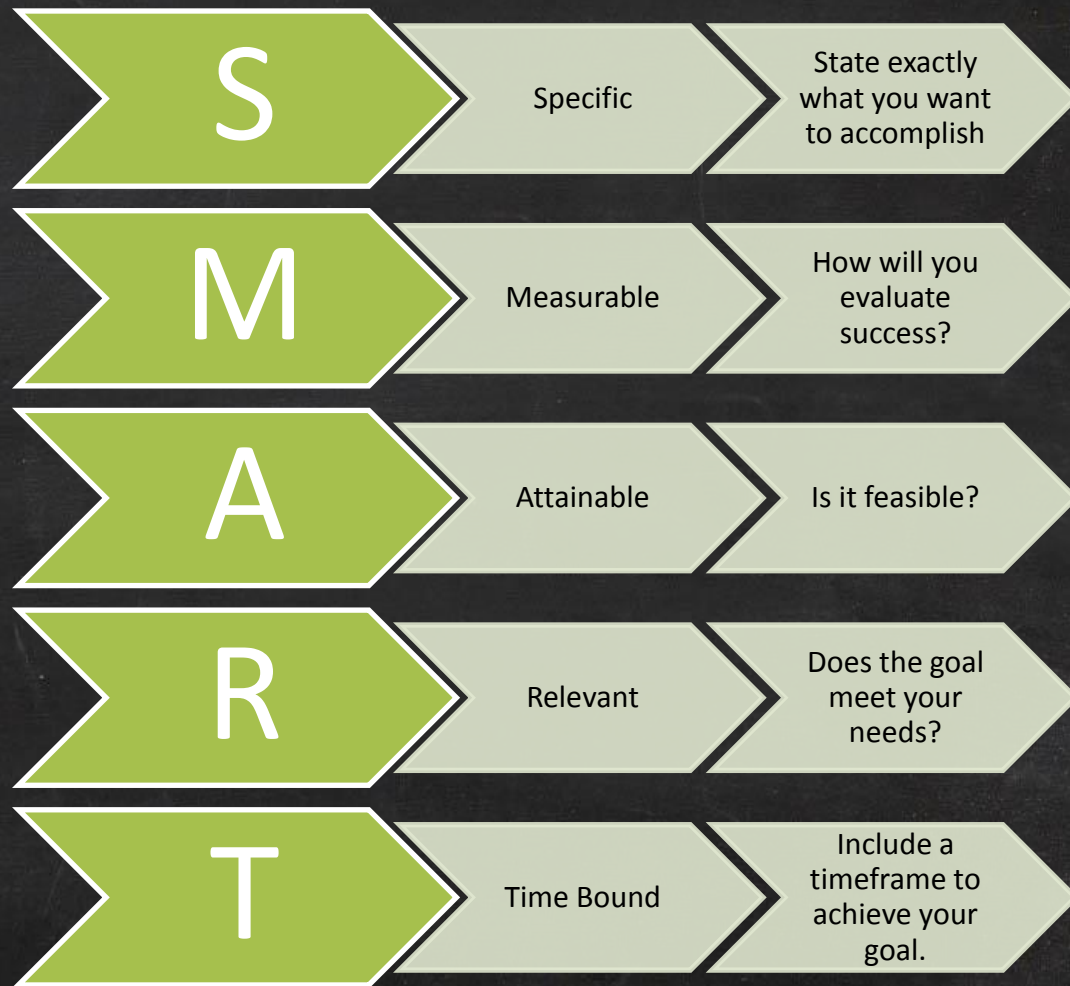 S
Specific
State exactly
what you want
to accomplish
M
Measurable
How will you
evaluate
success?
A
Attainable
Is it feasible?
R
Relevant
Does the goal
meet your
needs?
T
Time Bound
Include a
timeframe to
achieve your
goal.